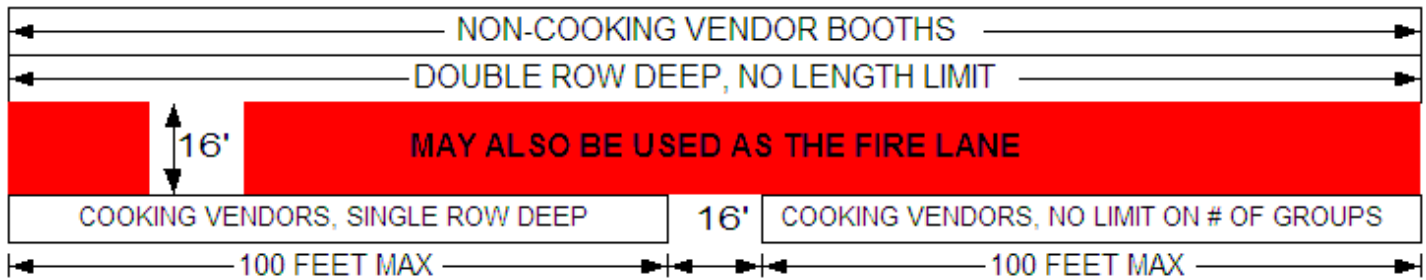 NON-COOKING VENDOR BOOTHS
DOUBLE ROW DEEP, NO LENGTH LIMIT
16' MAY ALSO BE USED AS THE FIRE LANE
COOKING VENDORS, SINGLE ROW DEEP 16' COOKING VENDORS, NO LIMIT ON # OF GROUPS
100 FEET MAX 100 FEET MAX